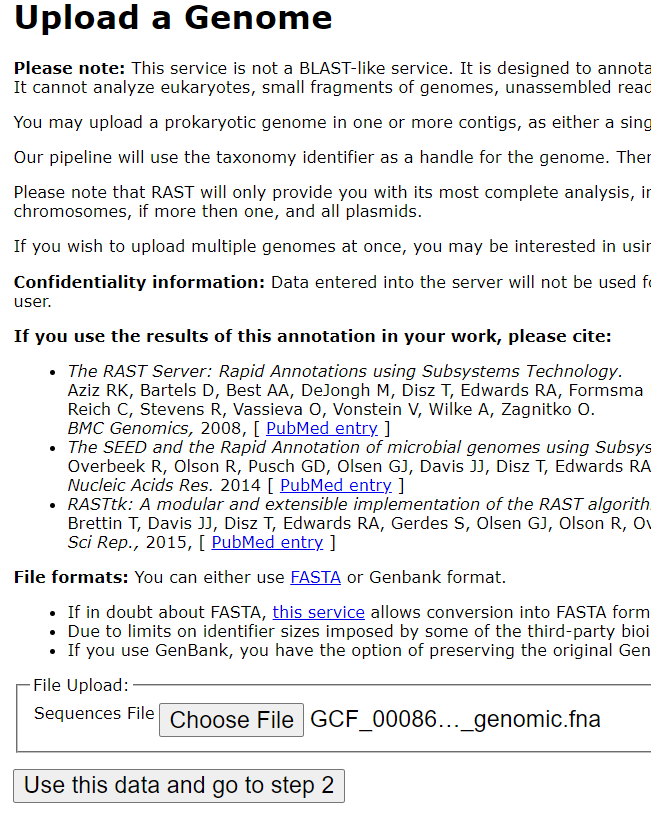 Upload a Genome
Please note: This service is not a BLAST-like service. It is designed to annota
It cannot analyze eukaryotes, small fragments of genomes, unassembled read
You may upload a prokaryotic genome in one or more contigs, as either a sing
Our pipeline will use the taxonomy identifier as a handle for the genome. Ther
Please note that RAST will only provide you with its most complete analysis, in
chromosomes, if more then one, and all plasmids.
If you wish to upload multiple genomes at once, you may be interested in usin
Confidentiality information: Data entered into the server will not be used fo
user.
If you use the results of this annotation in your work, please cite:
• The RAST Server: Rapid Annotations using Subsystems Technology.
Aziz RK, Bartels D, Best AA, DeJongh M, Disz T, Edwards RA, Formsma
Reich C, Stevens R, Vassieva O, Vonstein V, Wilke A, Zagnitko O.
BMC Genomics, 2008, [ PubMed entry ]
• The SEED and the Rapid Annotation of microbial genomes using Subsys
Overbeek R, Olson R, Pusch GD, Olsen GJ, Davis JJ, Disz T, Edwards RA
Nucleic Acids Res. 2014 [ PubMed entry ]
• RASTtk: A modular and extensible implementation of the RAST algorith
Brettin T, Davis JJ, Disz T, Edwards RA, Gerdes S, Olsen GJ, Olson R, Ov
Sci Rep., 2015, [ PubMed entry ]
File formats: You can either use FASTA or Genbank format.
• If in doubt about FASTA, this service allows conversion into FASTA form
• Due to limits on identifier sizes imposed by some of the third-party bioi
• If you use GenBank, you have the option of preserving the original Gen
File Upload:
Sequences File Choose File GCF_00086…_genomic.fna
Use this data and go to step 2